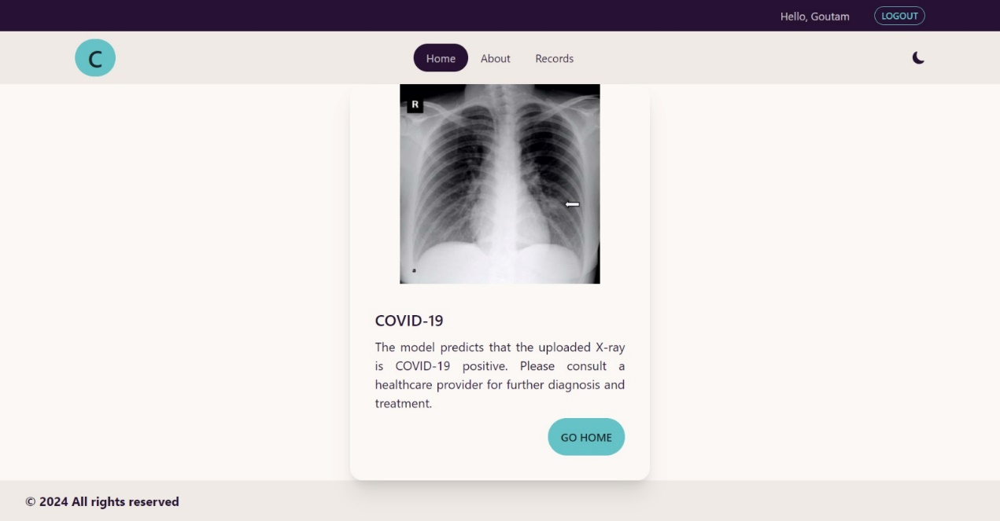 Hello, Goutam
LOGOUT
C
Home
About
Records
R
a
COVID-19
The model predicts that the uploaded X-ray
is COVID-19 positive. Please consult a
healthcare provider for further diagnosis and
treatment.
GO HOME
© 2024 All rights reserved